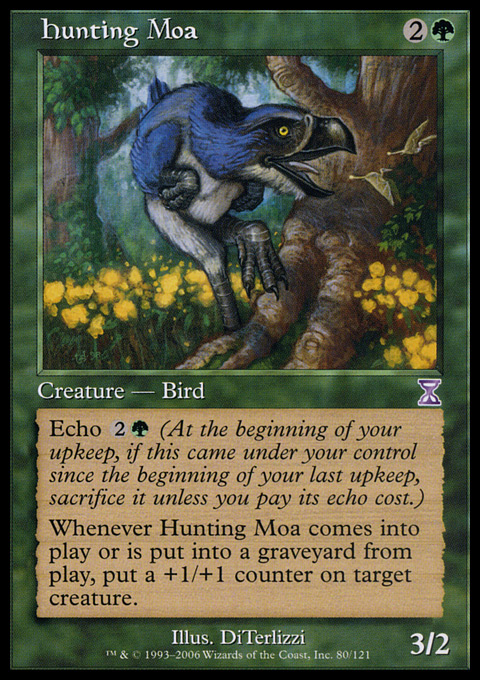 Hunting Moa 2
Creature — Bird
Echo 2 (At the beginning of your
upkeep, if this came under your control
since the beginning of your last upkeep,
sacrifice it unless you pay its echo cost.)
Whenever Hunting Moa comes into
play or is put into a graveyard from
play, put a +1/+1 counter on target
creature.
Illus. DiTerlizzi
™ & © 1993–2006 Wizards of the Coast, Inc. 80/121
3/2